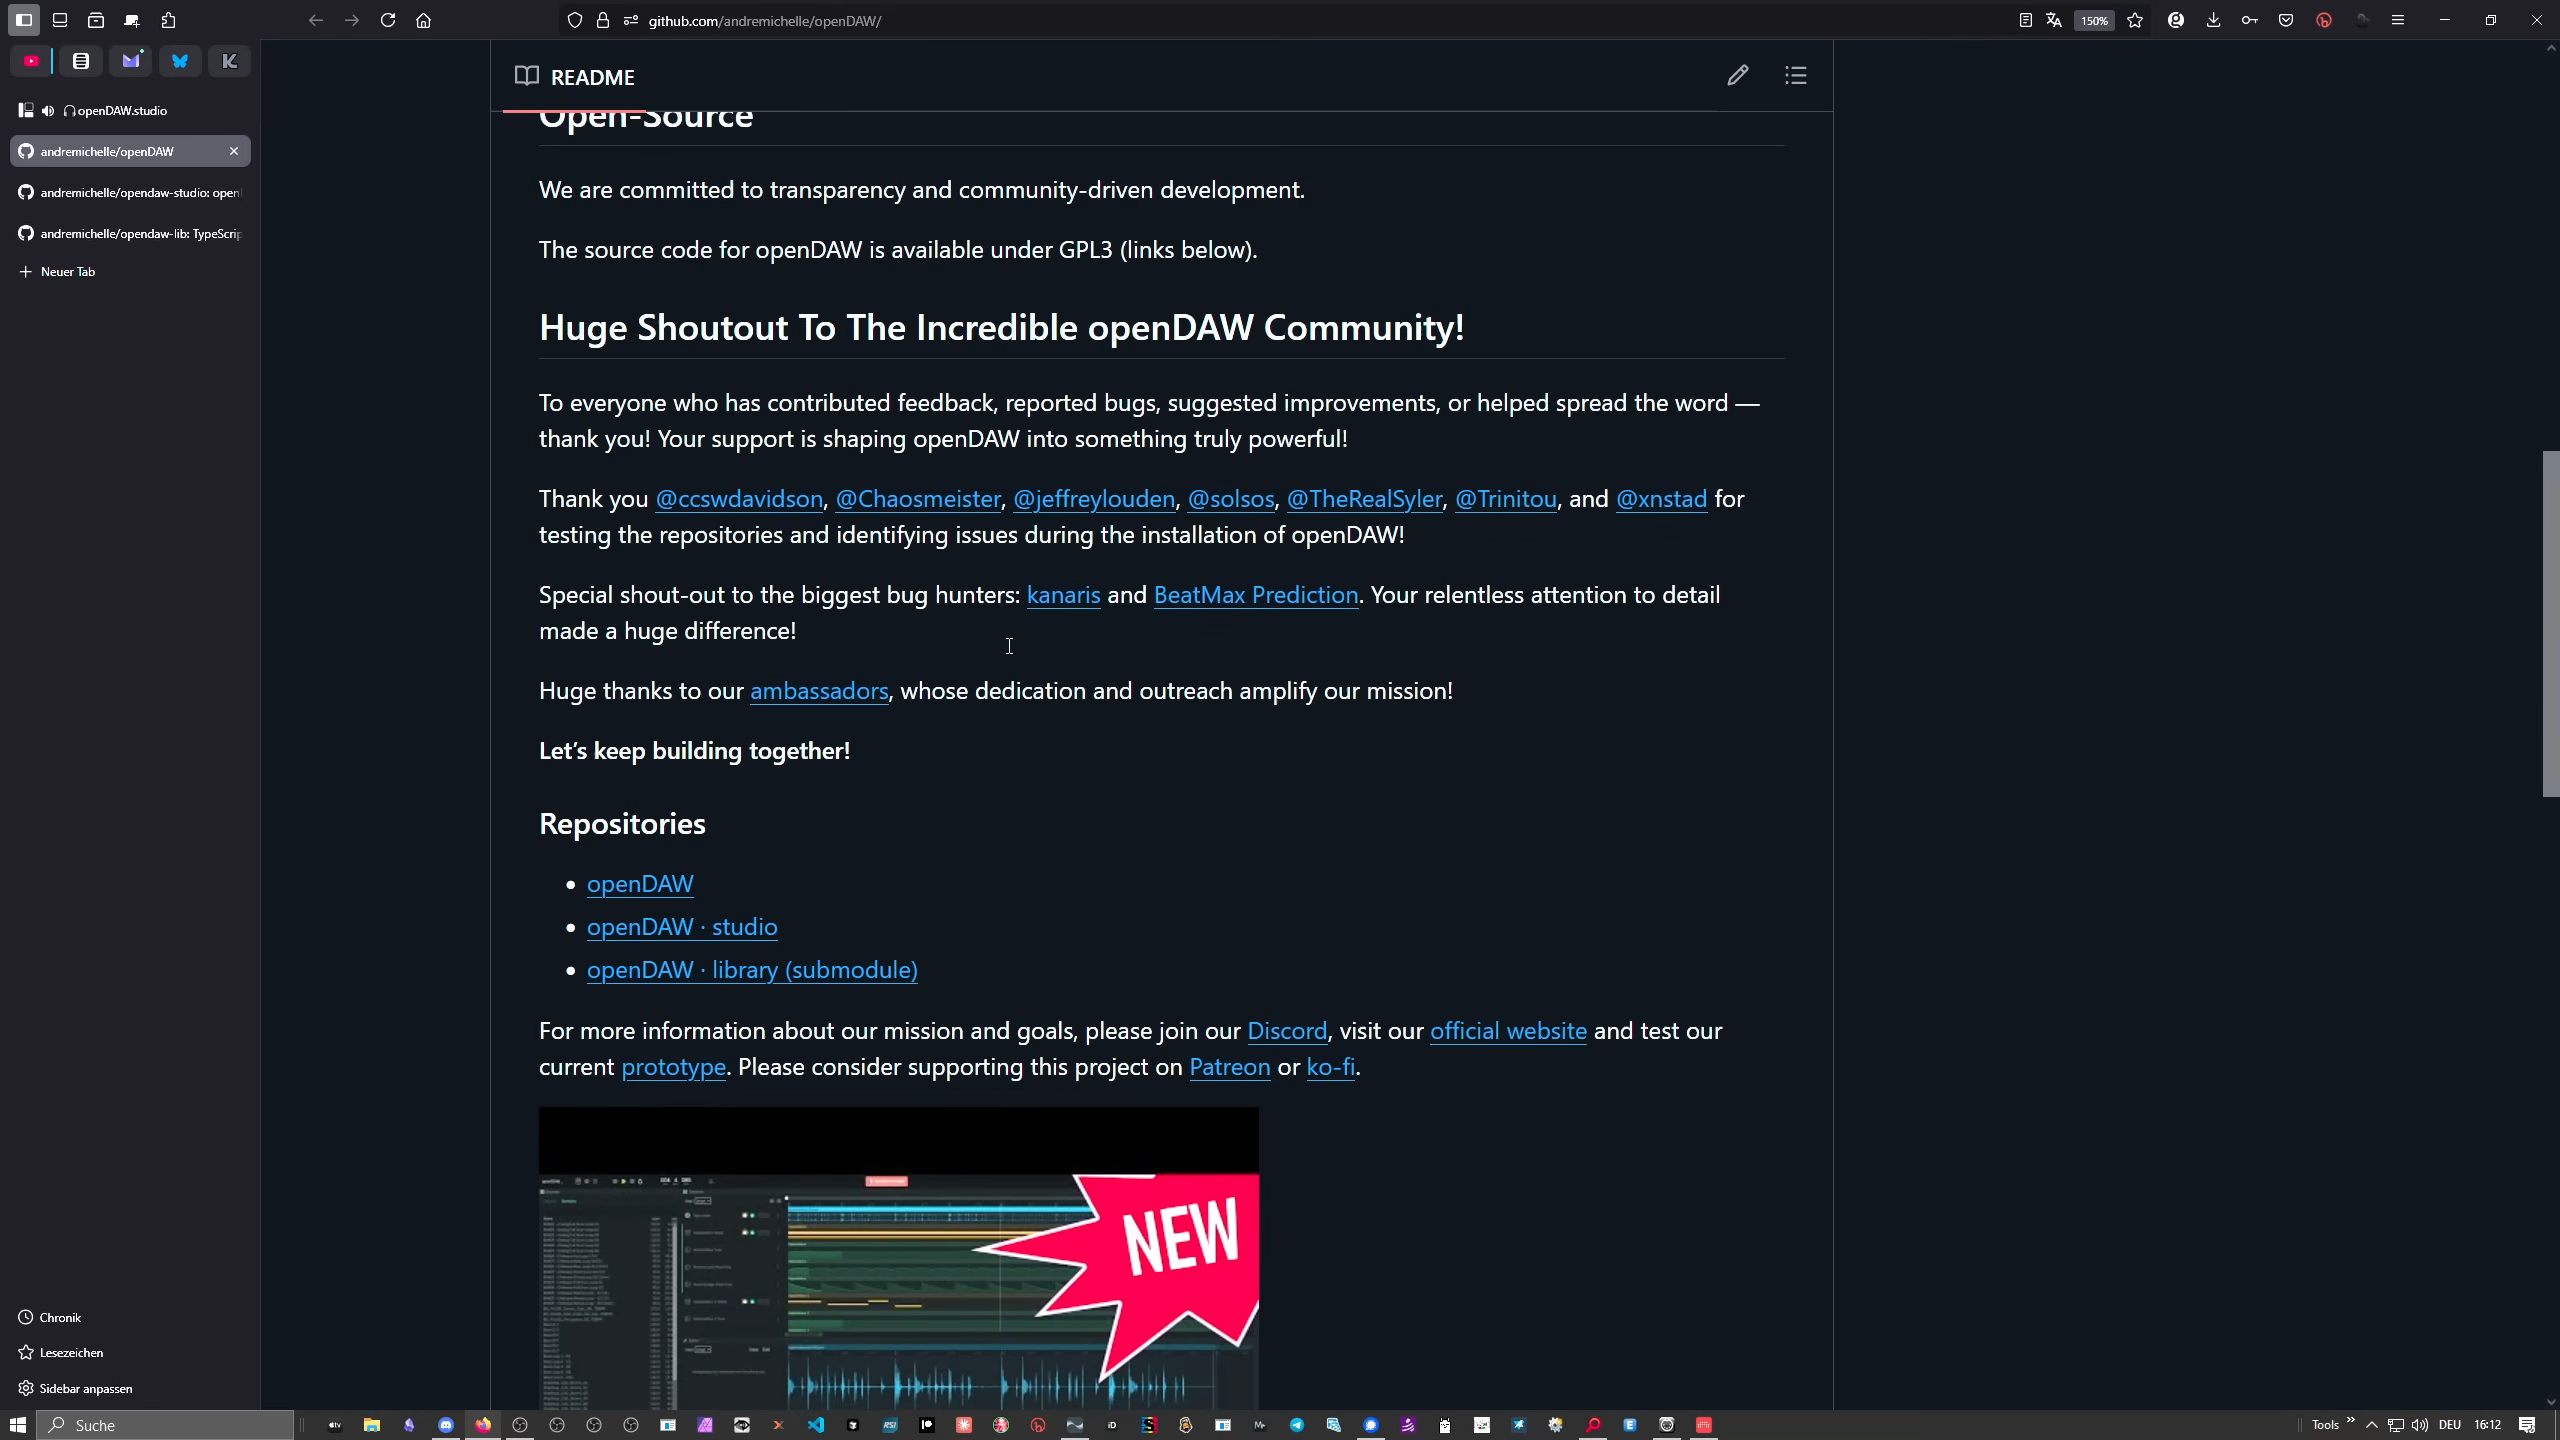 github.com/andremichelle/openDAW/
150%
openDAW.studio
andremichelle/openDAW
andremichelle/opendaw-studio: open
andremichelle/opendaw-lib: TypeScrip
Neuer Tab
Chronik
Lesezeichen
Sidebar anpassen
README
Open-Source
We are committed to transparency and community-driven development.
The source code for openDAW is available under GPL3 (links below).
Huge Shoutout To The Incredible openDAW Community!
To everyone who has contributed feedback, reported bugs, suggested improvements, or helped spread the word —
thank you! Your support is shaping openDAW into something truly powerful!
Thank you @ccswdavidson, @Chaosmeister, @jeffreylouden, @solsos, @TheRealSyler, @Trinitou, and @xnstad for
testing the repositories and identifying issues during the installation of openDAW!
Special shout-out to the biggest bug hunters: kanaris and BeatMax Prediction. Your relentless attention to detail
made a huge difference!
Huge thanks to our ambassadors, whose dedication and outreach amplify our mission!
Let’s keep building together!
Repositories
• openDAW
• openDAW · studio
• openDAW · library (submodule)
For more information about our mission and goals, please join our Discord, visit our official website and test our
current prototype. Please consider supporting this project on Patreon or ko-fi.
NEW
Suche
Tools
DEU
16:12